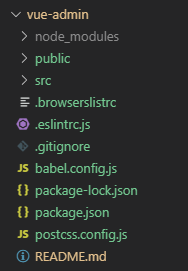 vue-admin
node_modules
public
src
.browserslistrc
.eslintrc.js
.gitignore
babel.config.js
package-lock.json
package.json
postcss.config.js
README.md